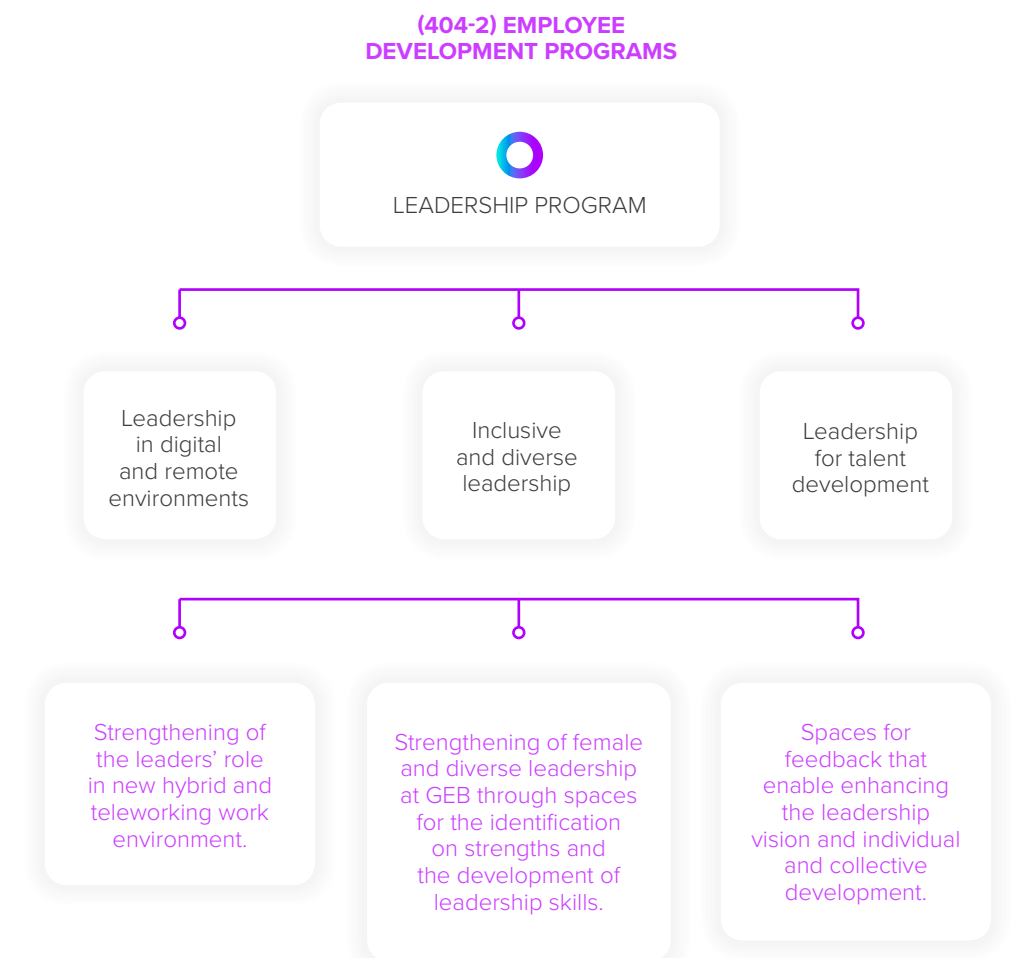 (404-2) EMPLOYEE
DEVELOPMENT PROGRAMS
LEADERSHIP PROGRAM
Leadership
in digital
and remote
environments
Inclusive
and diverse
leadership
Leadership
for talent
development
Strengthening of
the leaders’ role
in new hybrid and
teleworking work
environment.
Strengthening of female
and diverse leadership
at GEB through spaces
for the identification
on strengths and
the development of
leadership skills.
Spaces for
feedback that
enable enhancing
the leadership
vision and individual
and collective
development.